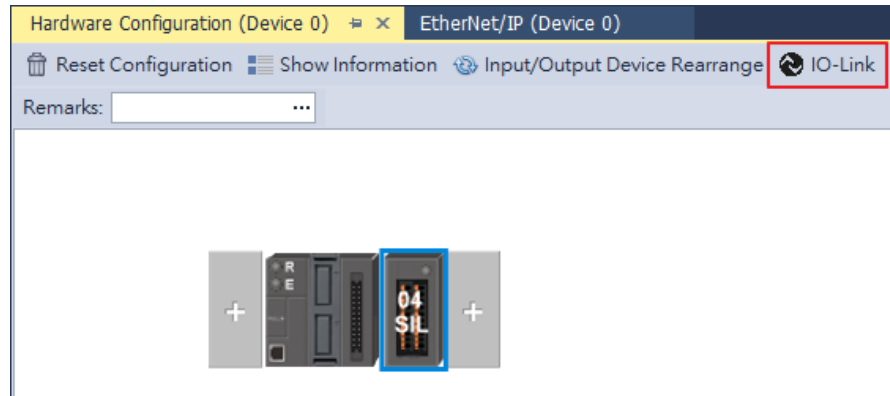 Hardware Configuration (Device 0) EtherNet/IP (Device 0)
Reset Configuration Show Information Input/Output Device Rearrange IO-Link
Remarks: ...
R
E
04
SIL